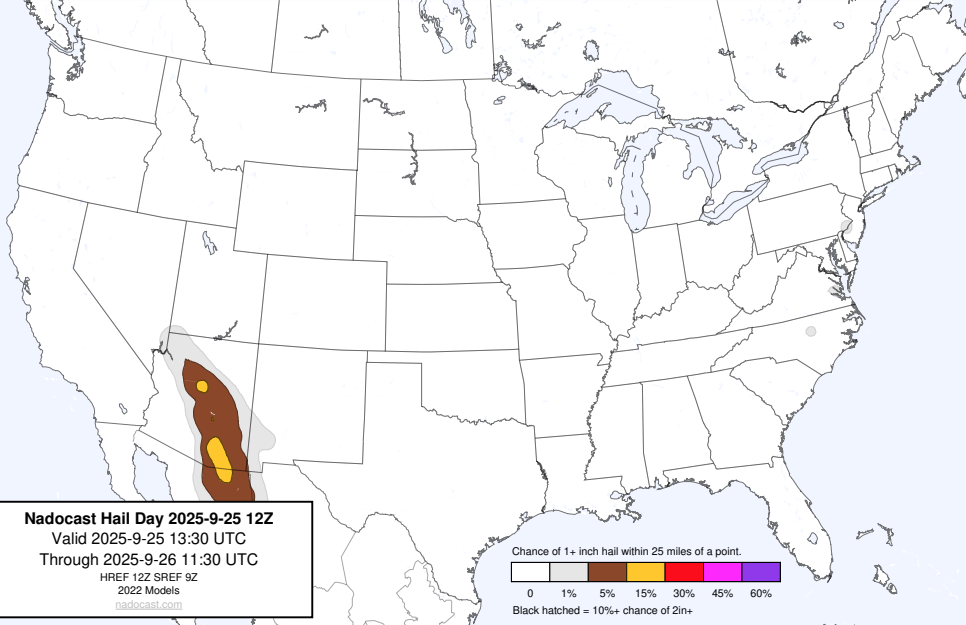 Nadocast Hail Day 2025-9-25 12Z
Valid 2025-9-25 13:30 UTC
Through 2025-9-26 11:30 UTC
HREF 12Z SREF 9Z
2022 Models
nadocast.com
Chance of 1+ inch hail within 25 miles of a point.
0 1% 5% 15% 30% 45% 60%
Black hatched = 10%+ chance of 2in+